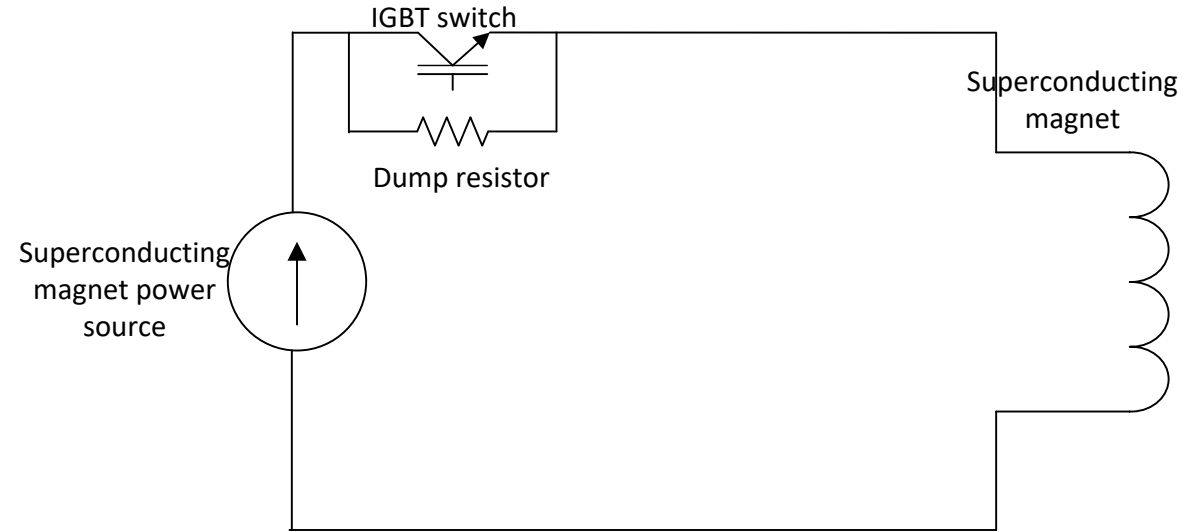 IGBT switch
Superconducting
magnet
Dump resistor
Superconducting
magnet power
source